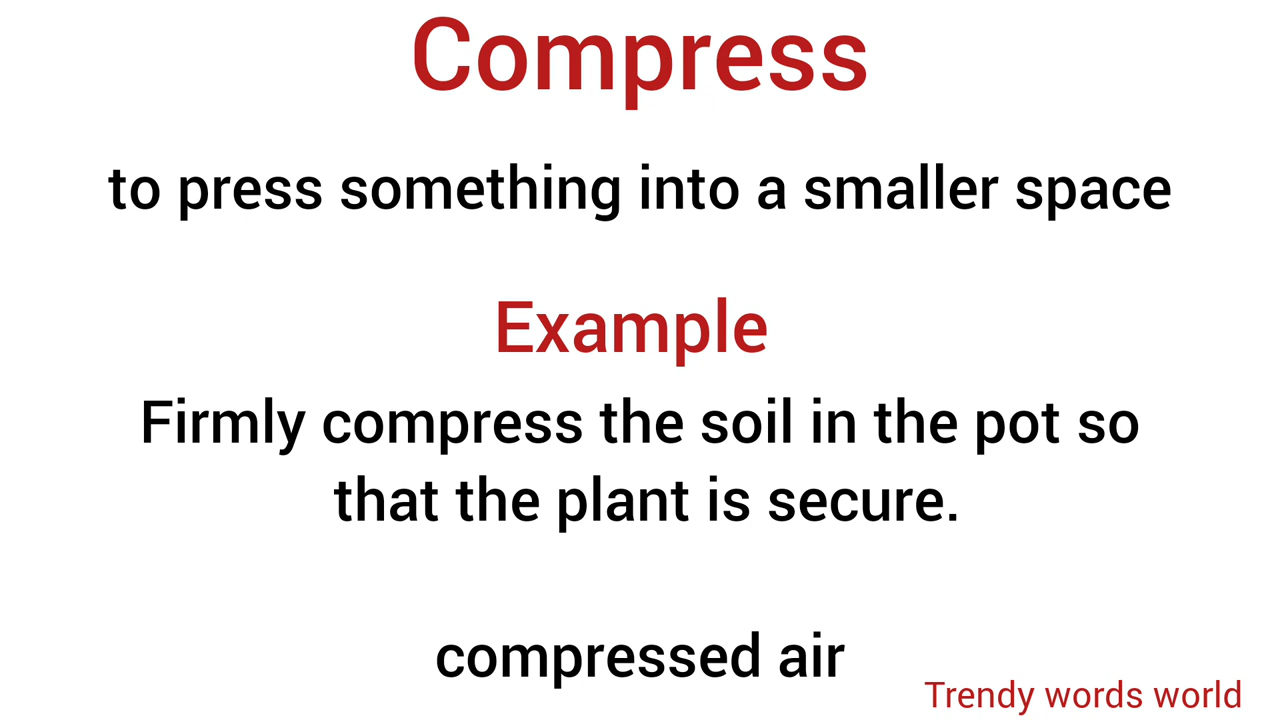 Compress
to press something into a smaller space
Example
Firmly compress the soil in the pot so
that the plant is secure.
compressed air
Trendy words world